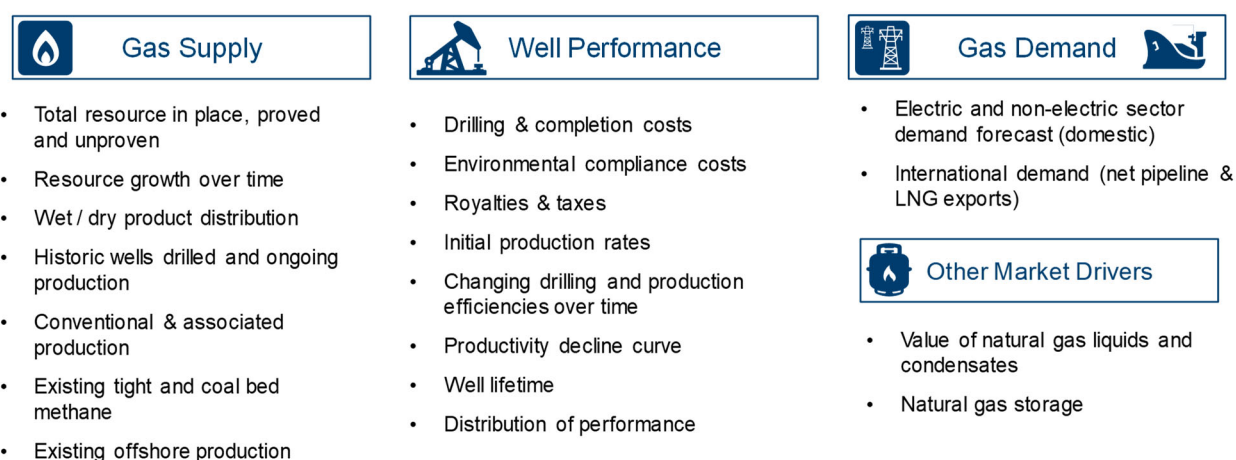 Gas Supply
• Total resource in place, proved
and unproven
• Resource growth over time
• Wet / dry product distribution
• Historic wells drilled and ongoing
production
• Conventional & associated
production
• Existing tight and coal bed
methane
• Existing offshore production
Well Performance
• Drilling & completion costs
• Environmental compliance costs
• Royalties & taxes
• Initial production rates
• Changing drilling and production
efficiencies over time
• Productivity decline curve
• Well lifetime
• Distribution of performance
Gas Demand
• Electric and non-electric sector
demand forecast (domestic)
• International demand (net pipeline &
LNG exports)
Other Market Drivers
• Value of natural gas liquids and
condensates
• Natural gas storage